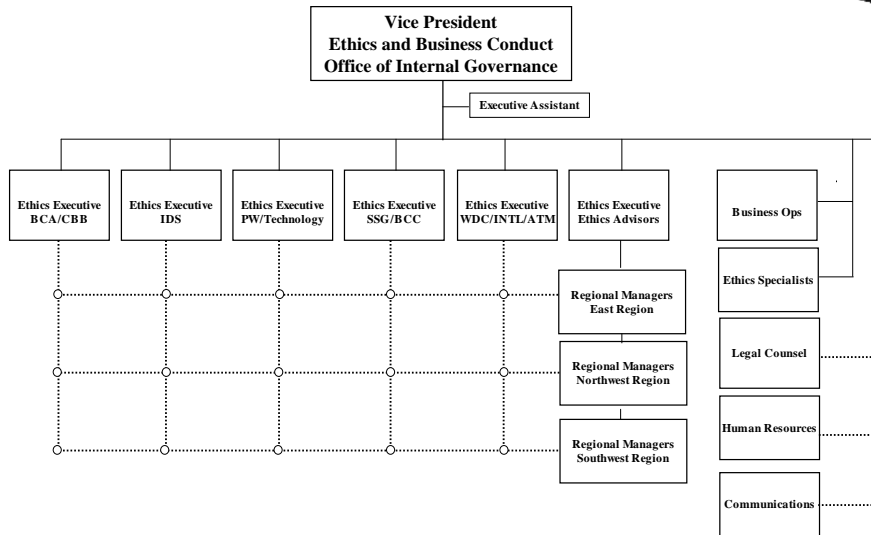 Vice President
Ethics and Business Conduct
Office of Internal Governance
Executive Assistant
Ethics Executive
BCA/CBB
Ethics Executive
IDS
Ethics Executive
PW/Technology
Ethics Executive
SSG/BCC
Ethics Executive
WDC/INTL/ATM
Ethics Executive
Ethics Advisors
Business Ops
Ethics Specialists
Regional Managers
East Region
Legal Counsel
Regional Managers
Northwest Region
Human Resources
Regional Managers
Southwest Region
Communications